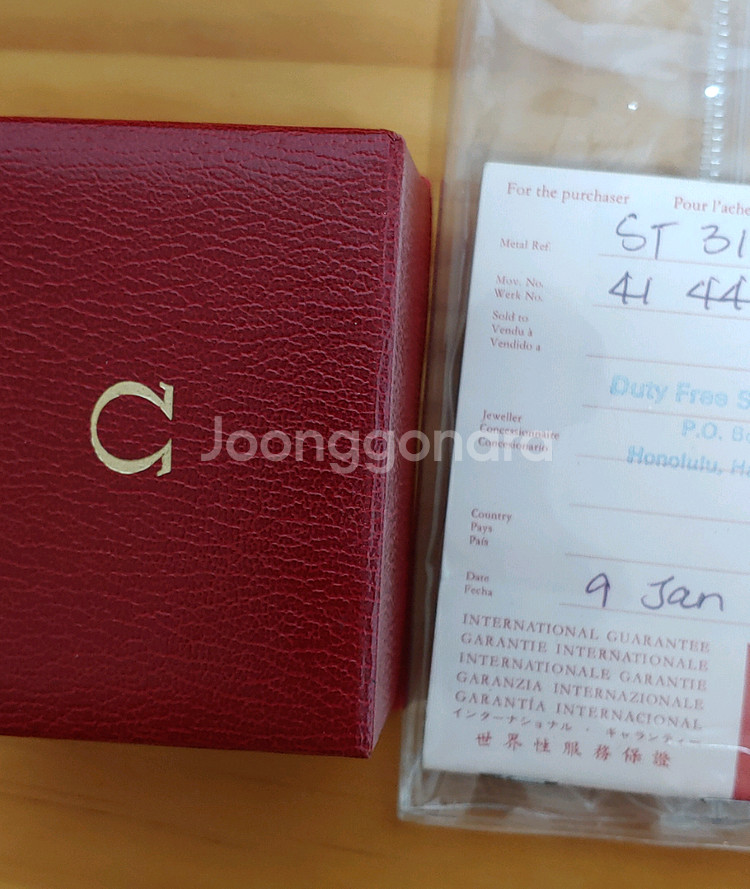 Ω
Joonggonara
For the purchaser
Pour l'ache
Metal Ref.
ST 31
Mov. No.
Werk No.
41 44
Sold to
Vendu à
Vendido a
Duty Free S
Jeweller
Concessionnaire
Concesionario
P.O. B
Honolulu, Ha
Country
Pays
País
Date
Fecha
9 Jan
INTERNATIONAL GUARANTEE
GARANTIE INTERNATIONALE
INTERNATIONALE GARANTIE
GARANZIA INTERNAZIONALE
GARANTÍA INTERNACIONAL
インターナショナル・ギャランティー
世界性服務保證